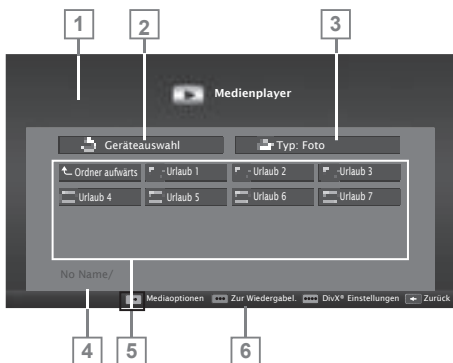 1
2
3
Medienplayer
Geräteauswahl
Typ: Foto
Ordner aufwärts
Urlaub 1
Urlaub 2
Urlaub 3
Urlaub 4
Urlaub 5
Urlaub 6
Urlaub 7
No Name/
Mediaoptionen
Zur Wiedergabel.
DivX® Einstellungen
Zurück
4
5
6